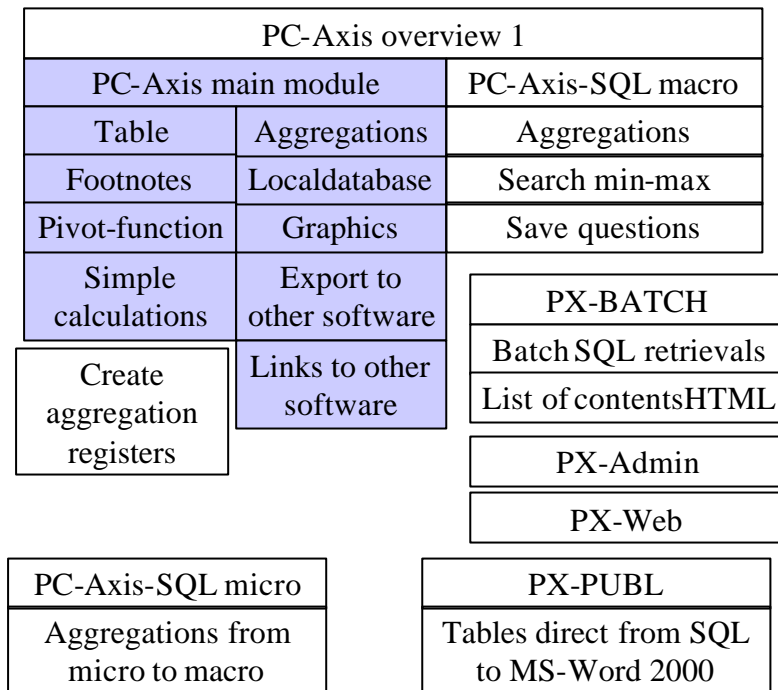 PC-Axis overview 1
PC-Axis main module
PC-Axis-SQL macro
Table
Aggregations
Aggregations
Footnotes
Localdatabase
Search min-max
Pivot-function
Graphics
Save questions
Simple
calculations
Export to
other software
PX-BATCH
Batch SQL retrievals
List of contentsHTML
Create
aggregation
registers
Links to other
software
PX-Admin
PX-Web
PC-Axis-SQL micro
Aggregations from
micro to macro
PX-PUBL
Tables direct from SQL
to MS-Word 2000